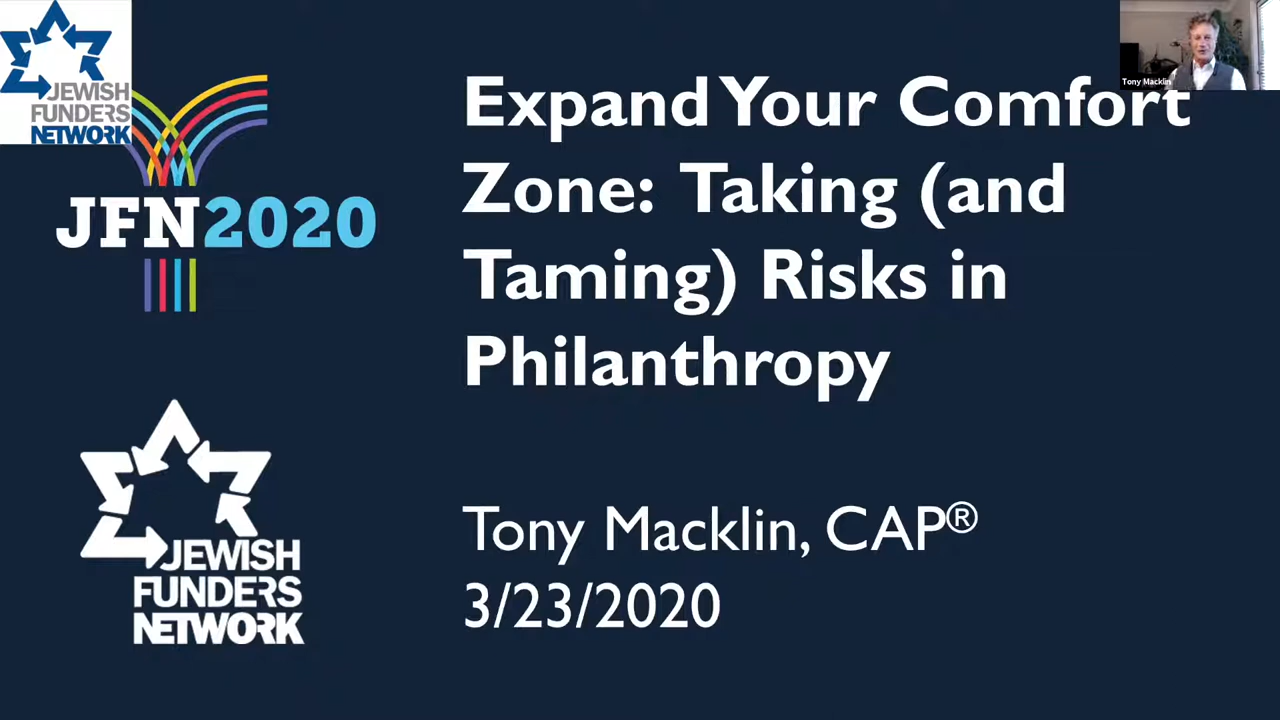 JEWISH
FUNDERS
NETWORK
JFN2020
JEWISH
FUNDERS
NETWORK
Expand Your Comfort
Zone: Taking (and
Taming) Risks in
Philanthropy
Tony Macklin, CAP®
3/23/2020
Tony Macklin